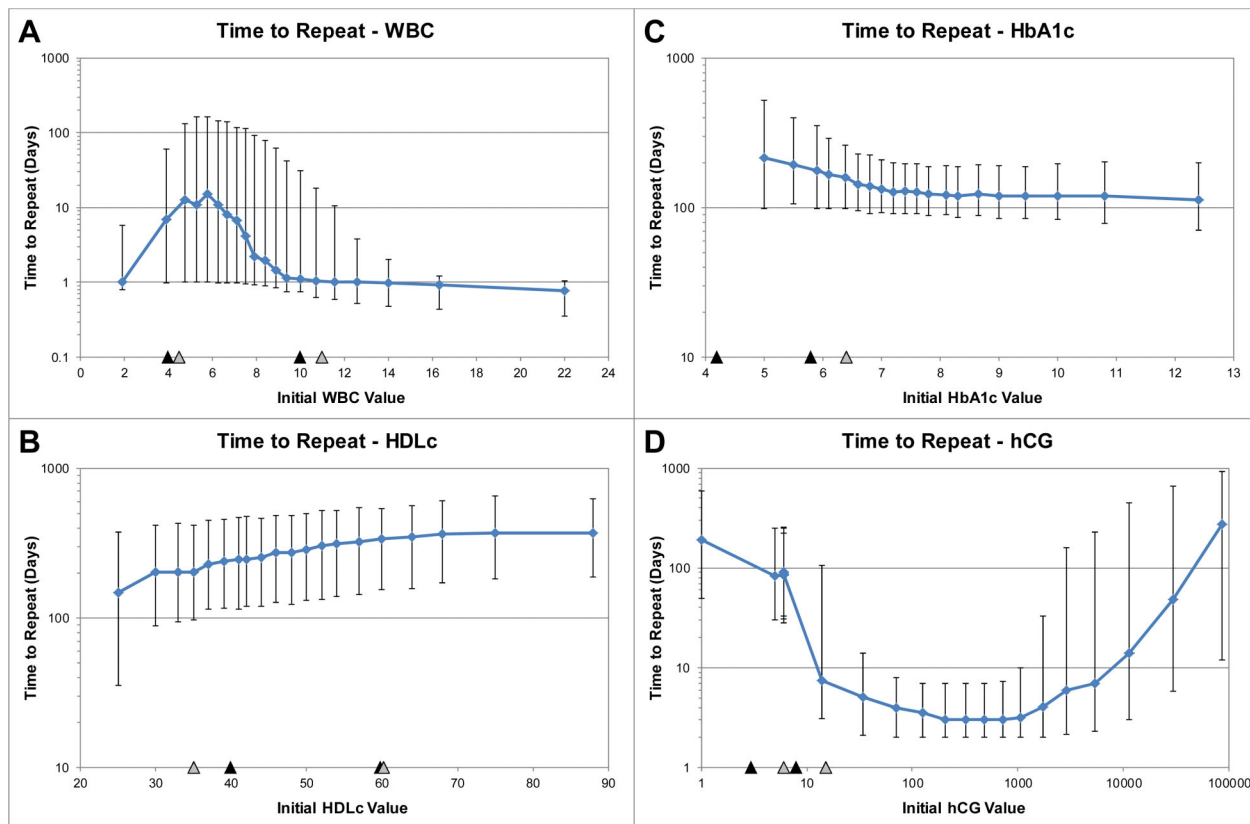 A
Time to Repeat - WBC
Time to Repeat (Days)
1000
100
10
1
0.1
0 2 4 6 8 10 12 14 16 18 20 22 24
Initial WBC Value
C
Time to Repeat - HbA1c
Time to Repeat (Days)
1000
100
10
4 5 6 7 8 9 10 11 12 13
Initial HbA1c Value
B
Time to Repeat - HDLc
Time to Repeat (Days)
1000
100
10
20 30 40 50 60 70 80 90
Initial HDLc Value
D
Time to Repeat - hCG
Time to Repeat (Days)
1000
100
10
1
1 10 100 1000 10000 100000
Initial hCG Value